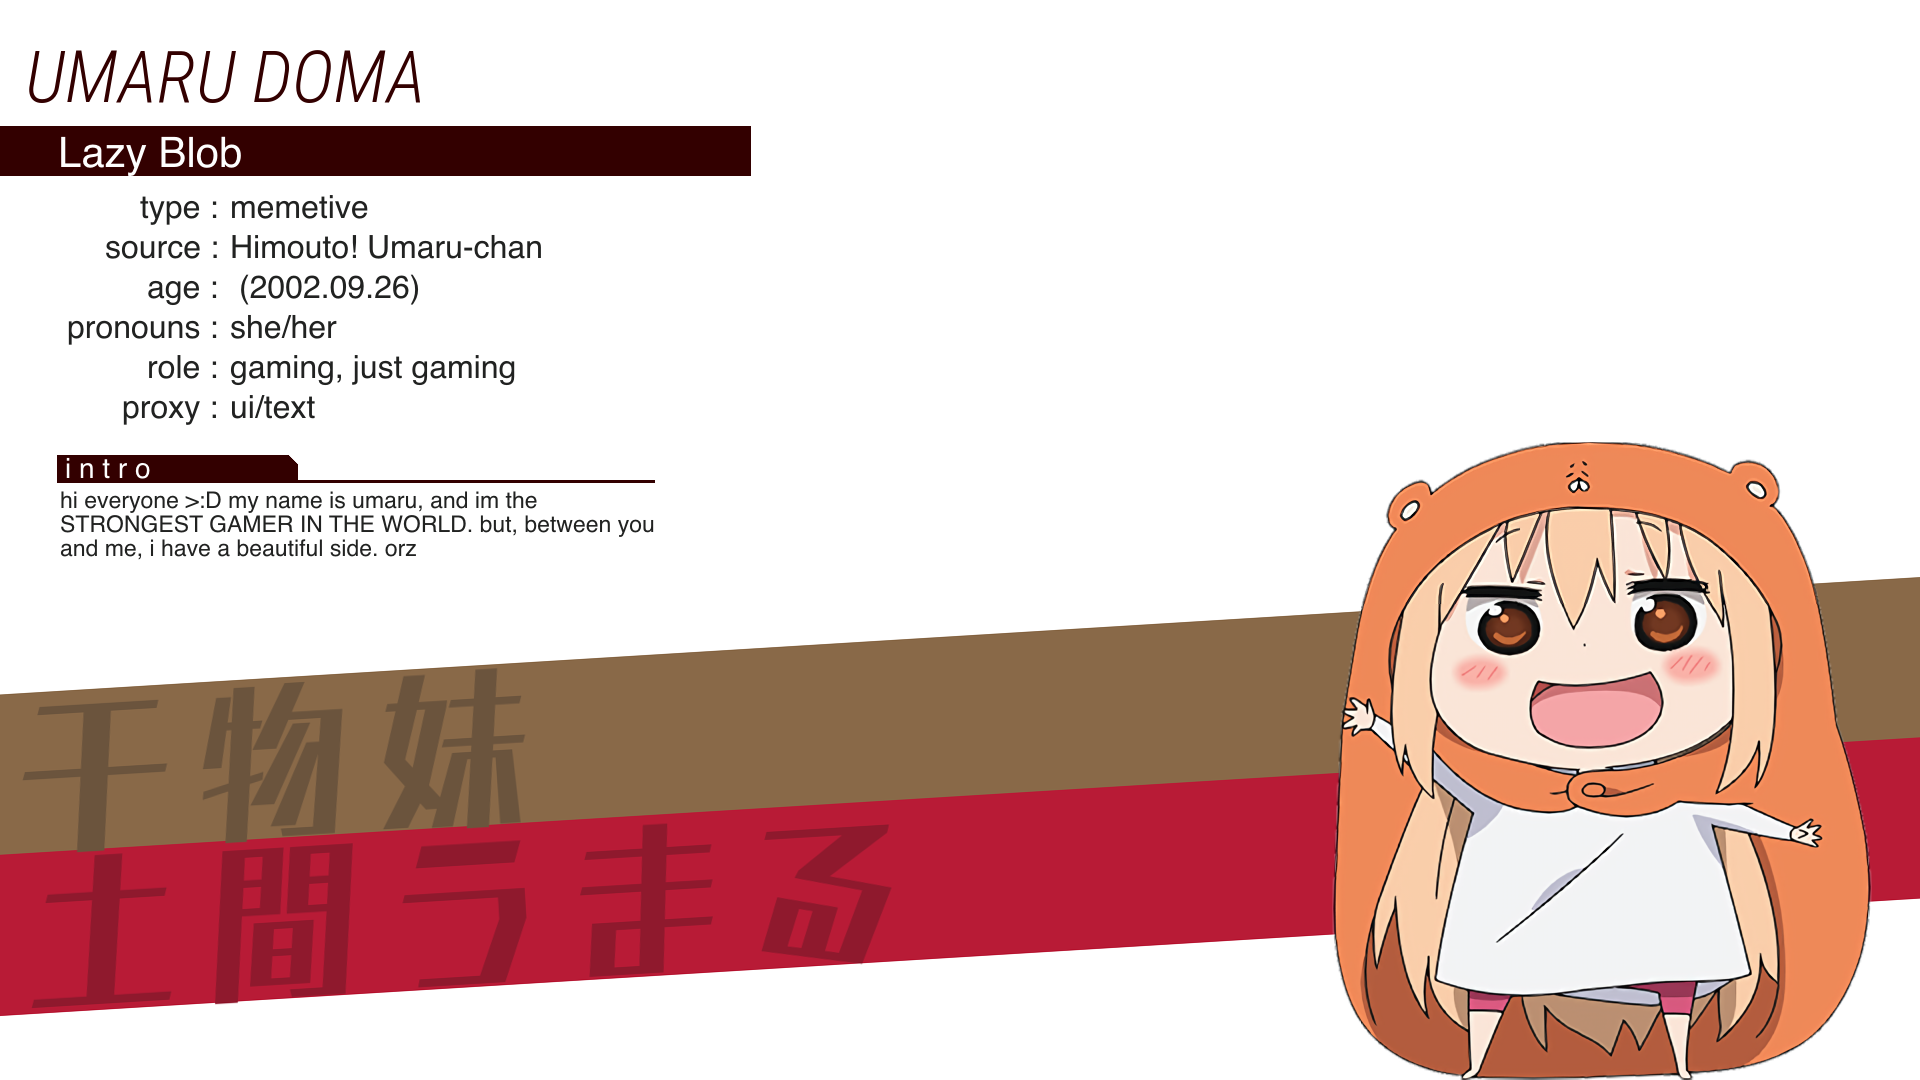 UMARU DOMA
Lazy Blob
type : memetive
source : Himouto! Umaru-chan
age : (2002.09.26)
pronouns : she/her
role : gaming, just gaming
proxy : ui/text
intro
hi everyone >:D my name is umaru, and im the
STRONGEST GAMER IN THE WORLD. but, between you
and me, i have a beautiful side. orz
干物妹
土間うまる